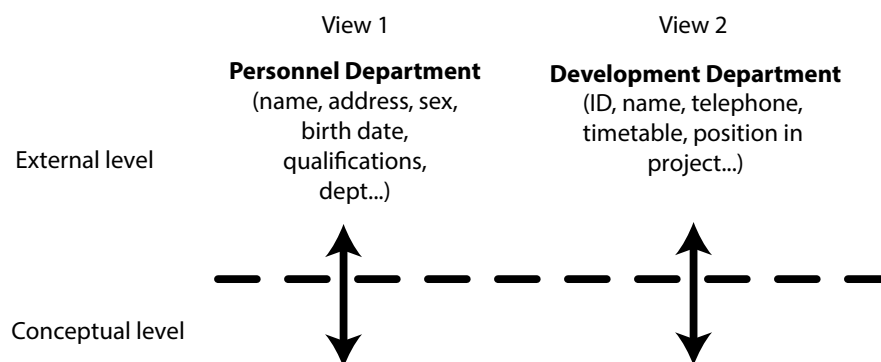 View 1
View 2
Personnel Department
(name, address, sex,
birth date,
qualifications,
dept...)
Development Department
(ID, name, telephone,
timetable, position in
project...)
External level
Conceptual level